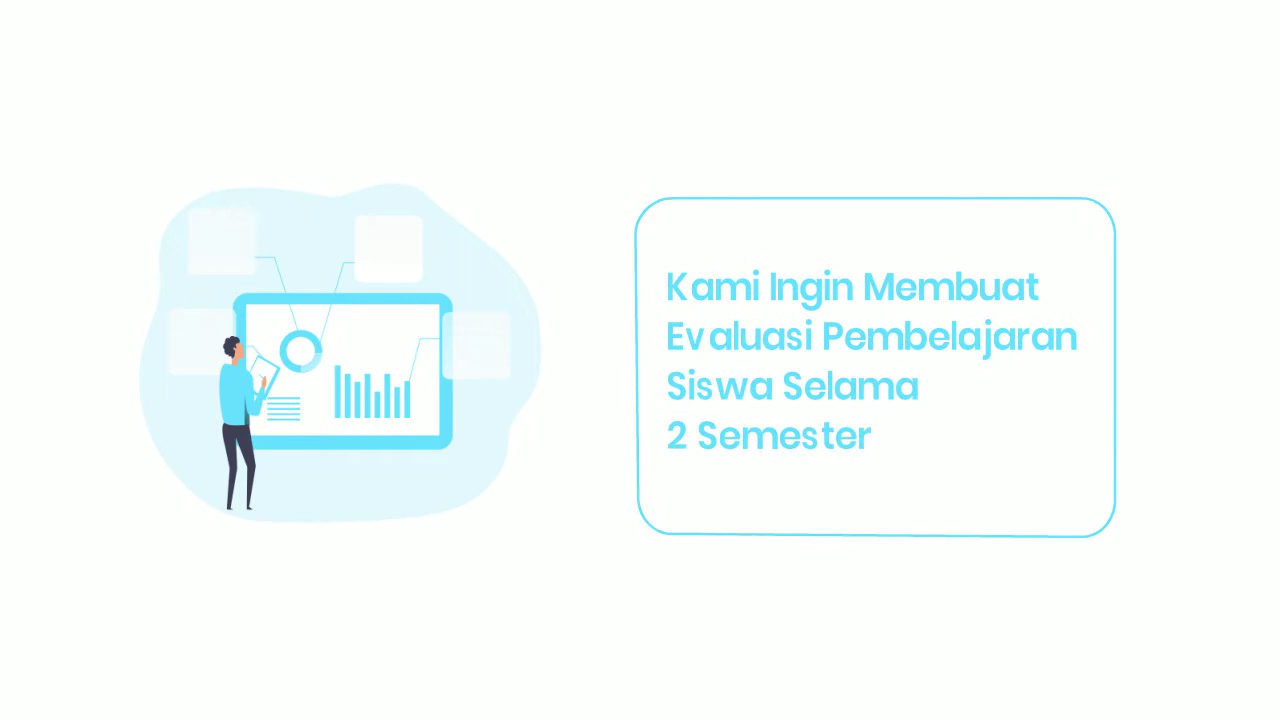 Kami Ingin Membuat
Evaluasi Pembelajaran
Siswa Selama
2 Semester